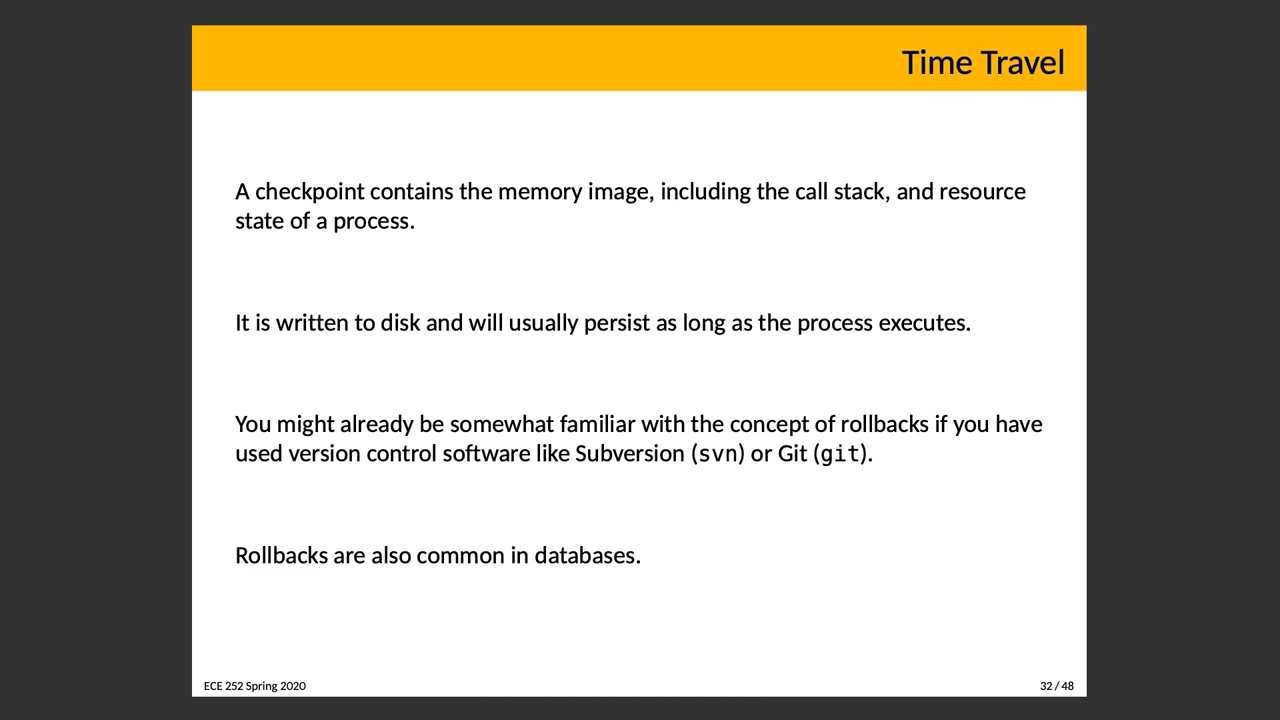 Time Travel
A checkpoint contains the memory image, including the call stack, and resource
state of a process.
It is written to disk and will usually persist as long as the process executes.
You might already be somewhat familiar with the concept of rollbacks if you have
used version control software like Subversion (svn) or Git (git).
Rollbacks are also common in databases.
ECE 252 Spring 2020
32 / 48